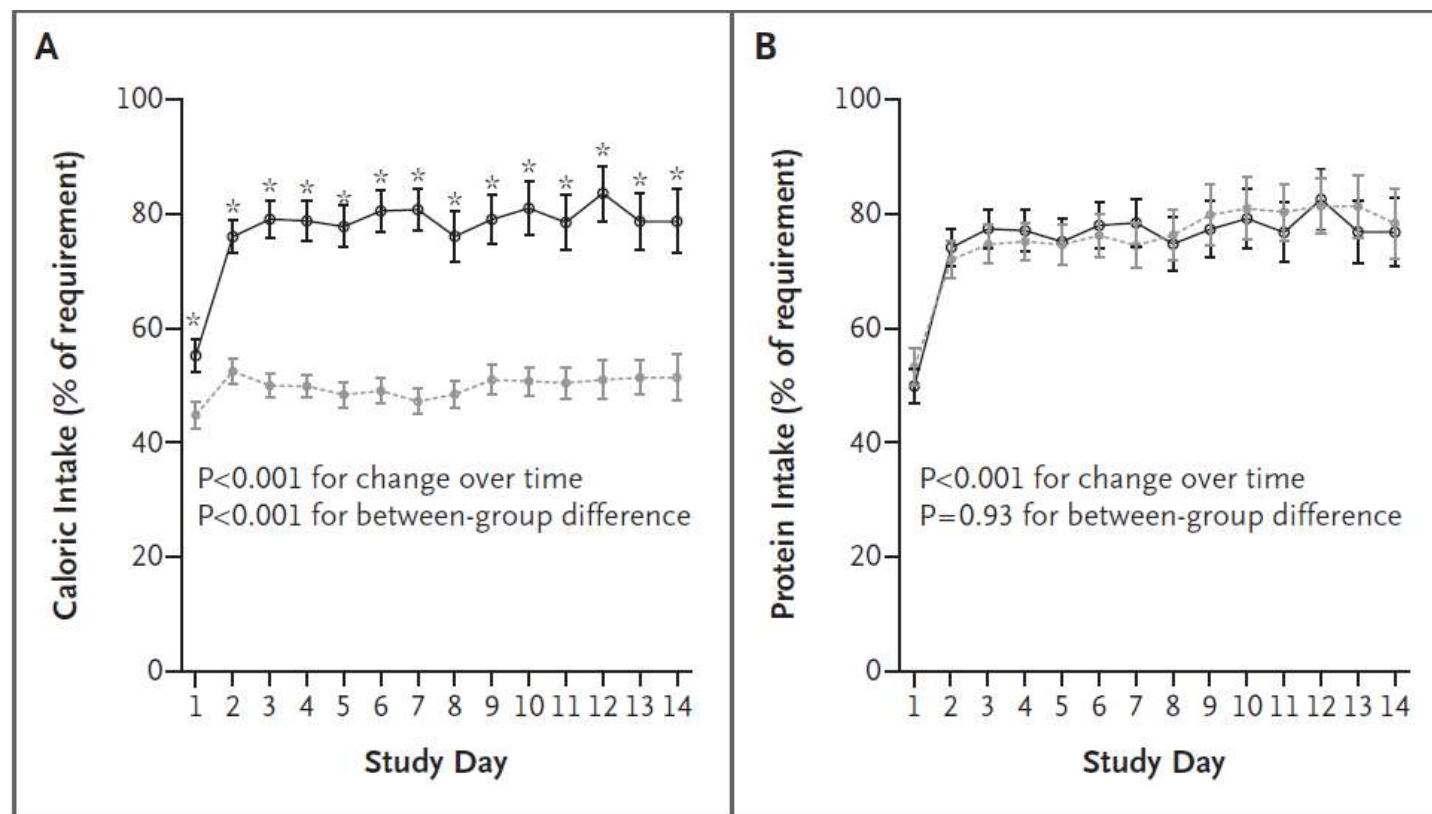 A
Caloric Intake (% of requirement)
100
80
60
40
20
0
* * * * * * * * * * * * * *
P<0.001 for change over time
P<0.001 for between-group difference
1 2 3 4 5 6 7 8 9 10 11 12 13 14
Study Day
B
Protein Intake (% of requirement)
100
80
60
40
20
0
P<0.001 for change over time
P=0.93 for between-group difference
1 2 3 4 5 6 7 8 9 10 11 12 13 14
Study Day